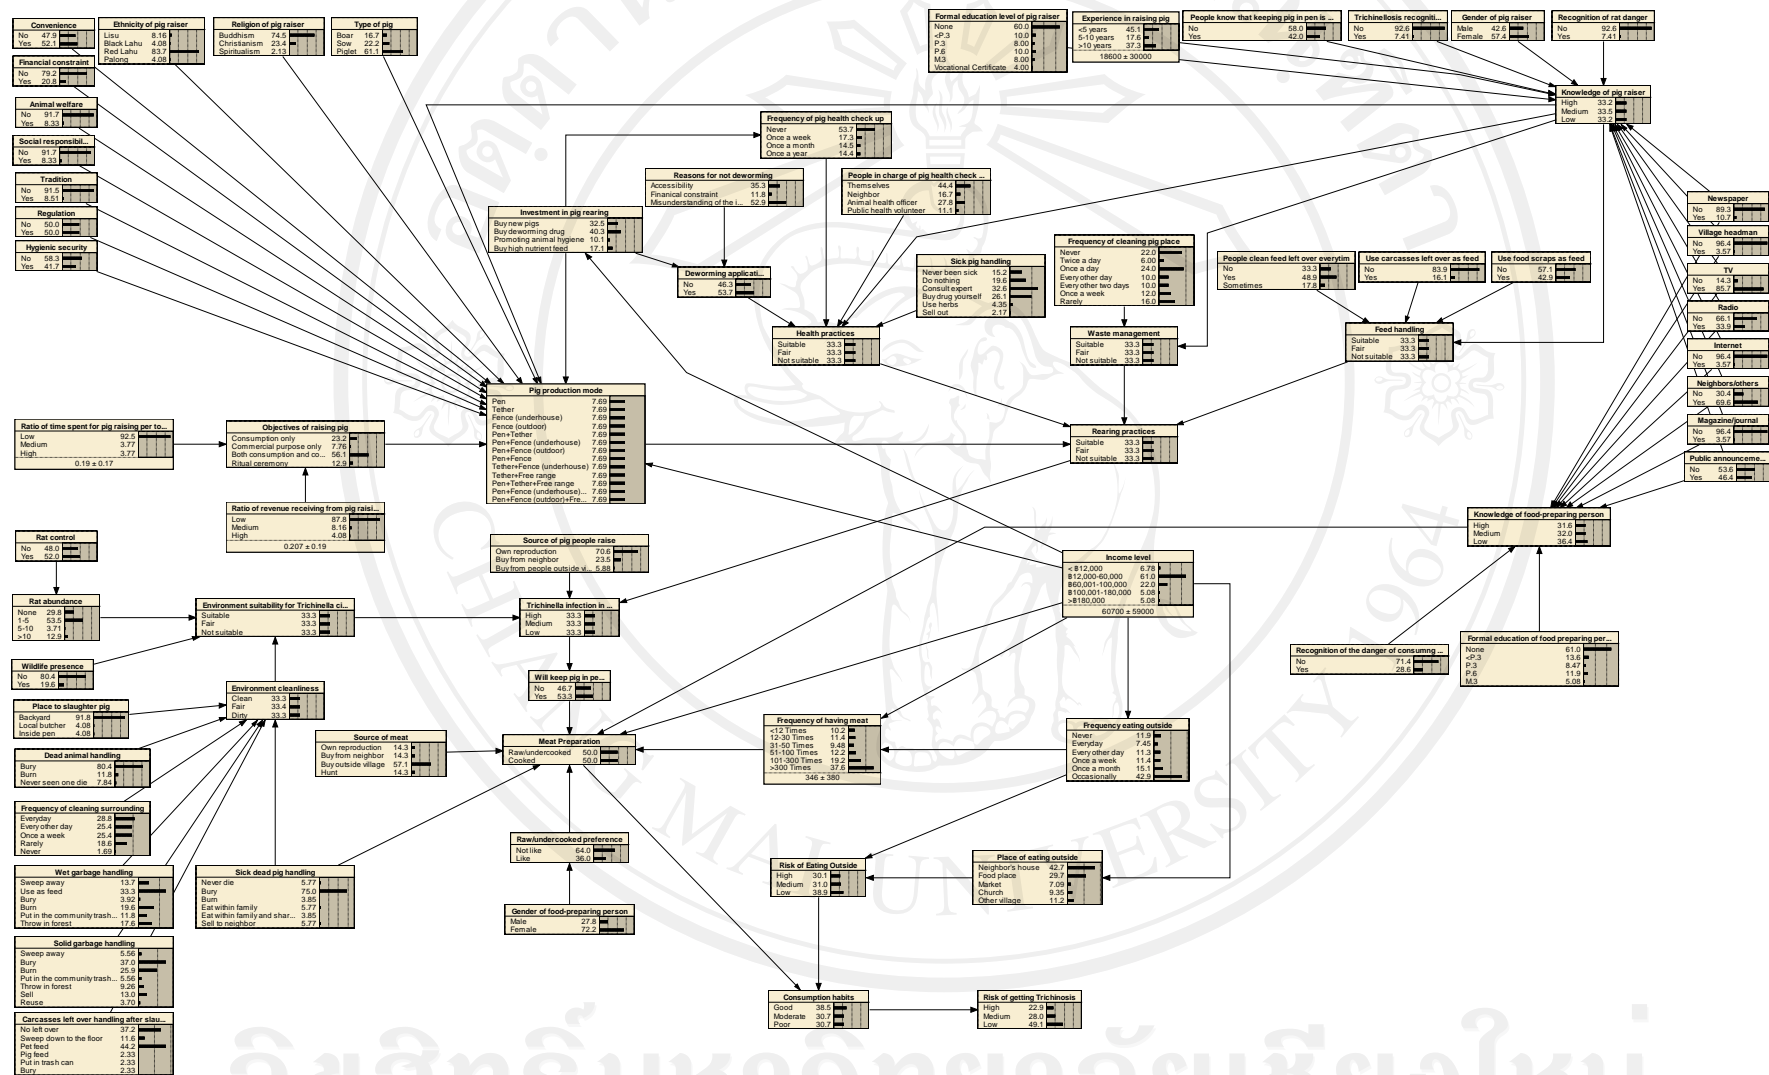 Convenience
No 47.9
Yes 52.1
Ethnicity of pig raiser
Lisu 8.16
Black Lahu 4.08
Red Lahu 83.7
Palong 4.08
Religion of pig raiser
Buddhism 74.5
Christianism 23.4
Spiritualism 2.13
Type of pig
Boar 16.7
Sow 22.2
Piglet 61.1
Formal education level of pig raiser
None 60.0
<P.3 10.0
P.3 8.00
P.6 10.0
M.3 8.00
Vocational Certificate 4.00
Experience in raising pig
<5 years 45.1
5-10 years 17.6
>10 years 37.3
18600 ± 30000
People know that keeping pig in pen is ...
No 58.0
Yes 42.0
Trichinellosis recogniti...
No 92.6
Yes 7.41
Gender of pig raiser
Male 42.6
Female 57.4
Recognition of rat danger
No 92.6
Yes 7.41
Financial constraint
No 79.2
Yes 20.8
Animal welfare
No 91.7
Yes 8.33
Social responsibil...
No 91.7
Yes 8.33
Tradition
No 91.5
Yes 8.51
Regulation
No 50.0
Yes 50.0
Hygienic security
No 58.3
Yes 41.7
Knowledge of pig raiser
High 33.2
Medium 33.5
Low 33.2
Frequency of pig health check up
Never 53.7
Once a week 17.3
Once a month 14.5
Once a year 14.4
Reasons for not deworming
Accessibility 35.3
Finanical constraint 11.8
Misunderstanding of the i... 52.9
People in charge of pig health check ...
Themselves 44.4
Neighbor 16.7
Animal health officer 27.8
Public health volunteer 11.1
Investment in pig rearing
Buy new pigs 32.5
Buy deworming drug 40.3
Promoting animal hygiene 10.1
Buy high nutrient feed 17.1
Deworming applicati...
No 46.3
Yes 53.7
Sick pig handling
Never been sick 15.2
Do nothing 19.6
Consult expert 32.6
Buy drug yourself 26.1
Use herbs 4.35
Sell out 2.17
Frequency of cleaning pig place
Never 22.0
Twice a day 6.00
Once a day 24.0
Every other day 10.0
Every other two days 10.0
Once a week 12.0
Rarely 16.0
People clean feed left over everytim
No 33.3
Yes 48.9
Sometimes 17.8
Use carcasses left over as feed
No 83.9
Yes 16.1
Use food scraps as feed
No 57.1
Yes 42.9
Newspaper
No 89.3
Yes 10.7
Village headman
No 96.4
Yes 3.57
TV
No 14.3
Yes 85.7
Radio
No 66.1
Yes 33.9
Internet
No 96.4
Yes 3.57
Neighbors/others
No 30.4
Yes 69.6
Magazine/journal
No 96.4
Yes 3.57
Public announceme...
No 53.6
Yes 46.4
Health practices
Suitable 33.3
Fair 33.3
Not suitable 33.3
Waste management
Suitable 33.3
Fair 33.3
Not suitable 33.3
Feed handling
Suitable 33.3
Fair 33.3
Not suitable 33.3
Pig production mode
Pen 7.69
Tether 7.69
Fence (underhouse) 7.69
Fence (outdoor) 7.69
Pen+Tether 7.69
Pen+Fence (underhouse) 7.69
Pen+Fence (outdoor) 7.69
Pen+Fence 7.69
Tether+Fence (underhouse) 7.69
Tether+Free range 7.69
Pen+Tether+Free range 7.69
Pen+Fence (underhouse)... 7.69
Pen+Fence (outdoor)+Fre... 7.69
Ratio of time spent for pig raising per to...
Low 92.5
Medium 3.77
High 3.77
0.19 ± 0.17
Objectives of raising pig
Consumption only 23.2
Commercial purpose only 7.76
Both consumption and co... 56.1
Ritual ceremony 12.9
Rearing practices
Suitable 33.3
Fair 33.3
Not suitable 33.3
Ratio of revenue receiving from pig raisi...
Low 87.8
Medium 8.16
High 4.08
0.207 ± 0.19
Knowledge of food-preparing person
High 31.6
Medium 32.0
Low 36.4
Rat control
No 48.0
Yes 52.0
Source of pig people raise
Own reproduction 70.6
Buy from neighbor 23.5
Buy from people outside vi... 5.88
Income level
< ฿12,000 6.78
฿12,000-60,000 61.0
฿60,001-100,000 22.0
฿100,001-180,000 5.08
>฿180,000 5.08
60700 ± 59000
Rat abundance
None 29.8
1-5 53.5
5-10 3.71
>10 12.9
Environment suitability for Trichinella ci...
Suitable 33.3
Fair 33.3
Not suitable 33.3
Trichinella infection in ...
High 33.3
Medium 33.3
Low 33.3
Recognition of the danger of consumng ...
No 71.4
Yes 28.6
Formal education of food preparing per...
None 61.0
<P.3 13.6
P.3 8.47
P.6 11.9
M.3 5.08
Wildlife presence
No 80.4
Yes 19.6
Will keep pig in pe...
No 46.7
Yes 53.3
Environment cleanliness
Clean 33.3
Fair 33.4
Dirty 33.3
Place to slaughter pig
Backyard 91.8
Local butcher 4.08
Inside pen 4.08
Source of meat
Own reproduction 14.3
Buy from neighbor 14.3
Buy outside village 57.1
Hunt 14.3
Meat Preparation
Raw/undercooked 50.0
Cooked 50.0
Frequency of having meat
<12 Times 10.2
12-30 Times 11.4
31-50 Times 9.48
51-100 Times 12.2
101-300 Times 19.2
>300 Times 37.6
346 ± 380
Frequency eating outside
Never 11.9
Everyday 7.45
Every other day 11.3
Once a week 11.4
Once a month 15.1
Occasionally 42.9
Dead animal handling
Bury 80.4
Burn 11.8
Never seen one die 7.84
Frequency of cleaning surrounding
Everyday 28.8
Every other day 25.4
Once a week 25.4
Rarely 18.6
Never 1.69
Raw/undercooked preference
Not like 64.0
Like 36.0
Wet garbage handling
Sweep away 13.7
Use as feed 33.3
Bury 3.92
Burn 19.6
Put in the community trash... 11.8
Throw in forest 17.6
Sick dead pig handling
Never die 5.77
Bury 75.0
Burn 3.85
Eat within family 5.77
Eat within family and shar... 3.85
Sell to neighbor 5.77
Risk of Eating Outside
High 30.1
Medium 31.0
Low 38.9
Place of eating outside
Neighbor's house 42.7
Food place 29.7
Market 7.09
Church 9.35
Other village 11.2
Gender of food-preparing person
Male 27.8
Female 72.2
Solid garbage handling
Sweep away 5.56
Bury 37.0
Burn 25.9
Put in the community trash... 5.56
Throw in forest 9.26
Sell 13.0
Reuse 3.70
Consumption habits
Good 38.5
Moderate 30.7
Poor 30.7
Risk of getting Trichinosis
High 22.9
Medium 28.0
Low 49.1
Carcasses left over handling after slau...
No left over 37.2
Sweep down to the floor 11.6
Pet feed 44.2
Pig feed 2.33
Put in trash can 2.33
Bury 2.33
CHIANG MAI UNIVERSITY 1964